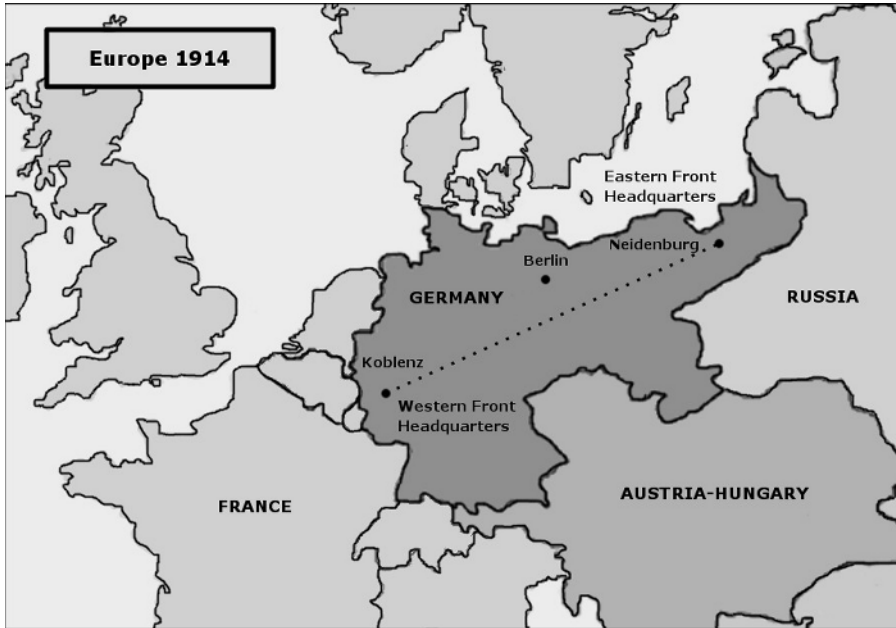 Europe 1914
Eastern Front
Headquarters
Neidenburg
Berlin
GERMANY
RUSSIA
Koblenz
Western Front
Headquarters
AUSTRIA-HUNGARY
FRANCE